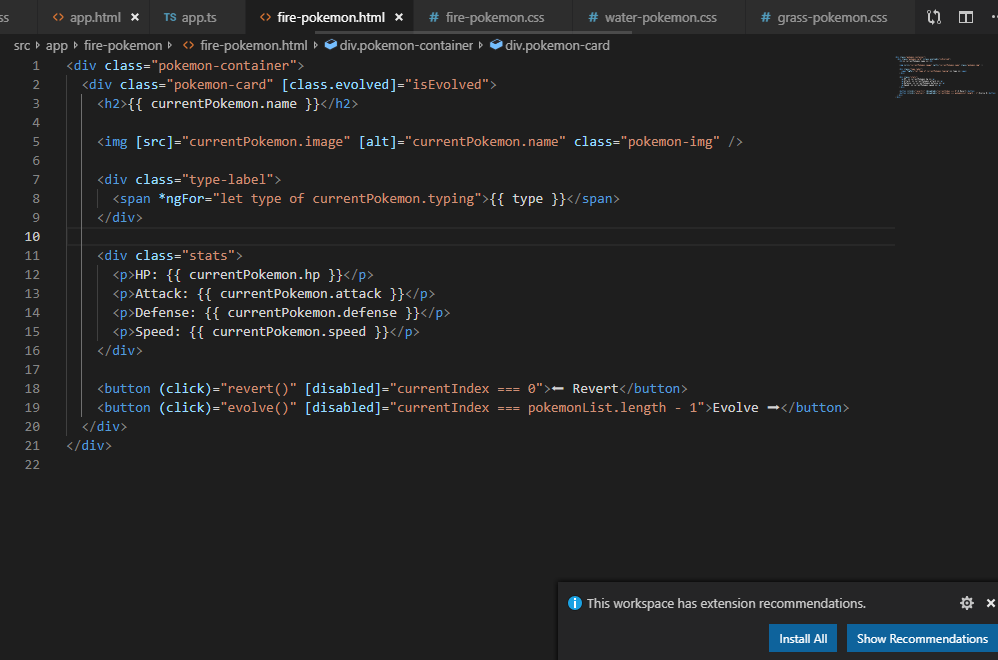 ss <> app.html × TS app.ts <> fire-pokemon.html × # fire-pokemon.css # water-pokemon.css # grass-pokemon.css
src › app › fire-pokemon › <> fire-pokemon.html › div.pokemon-container › div.pokemon-card
1 <div class="pokemon-container">
2 <div class="pokemon-card" [class.evolved]="isEvolved">
3 <h2>{{ currentPokemon.name }}</h2>
4
5 <img [src]="currentPokemon.image" [alt]="currentPokemon.name" class="pokemon-img" />
6
7 <div class="type-label">
8 <span *ngFor="let type of currentPokemon.typing">{{ type }}</span>
9 </div>
10
11 <div class="stats">
12 <p>HP: {{ currentPokemon.hp }}</p>
13 <p>Attack: {{ currentPokemon.attack }}</p>
14 <p>Defense: {{ currentPokemon.defense }}</p>
15 <p>Speed: {{ currentPokemon.speed }}</p>
16 </div>
17
18 <button (click)="revert()" [disabled]="currentIndex === 0">⬅ Revert</button>
19 <button (click)="evolve()" [disabled]="currentIndex === pokemonList.length - 1">Evolve ➡</button>
20 </div>
21 </div>
22
This workspace has extension recommendations.
Install All Show Recommendations